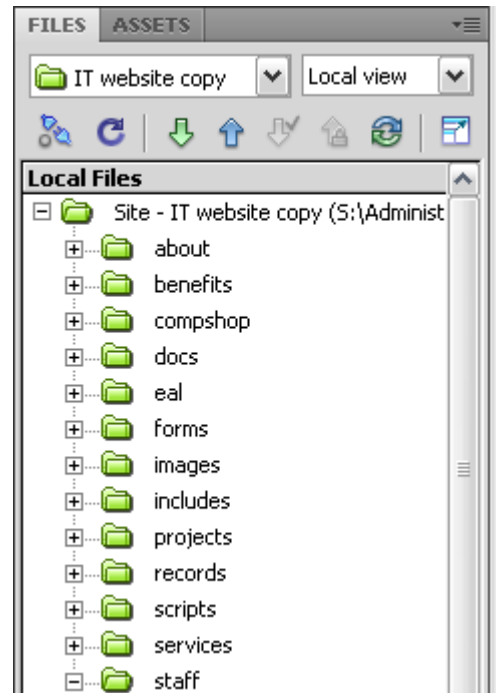 FILES ASSETS
IT website copy Local view
Local Files
Site - IT website copy (S:\Administ
about
benefits
compshop
docs
eal
forms
images
includes
projects
records
scripts
services
staff